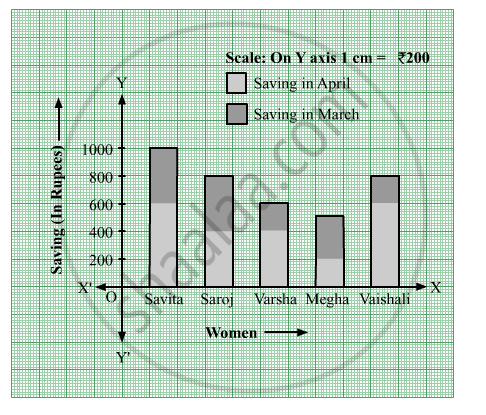 Scale: On Y axis 1 cm = ₹200
Saving in April
Saving in March
Y
Saving (In Rupees)
1000
800
600
400
200
X' O X
Savita Saroj Varsha Megha Vaishali
Women
Y'
shaalaa.com